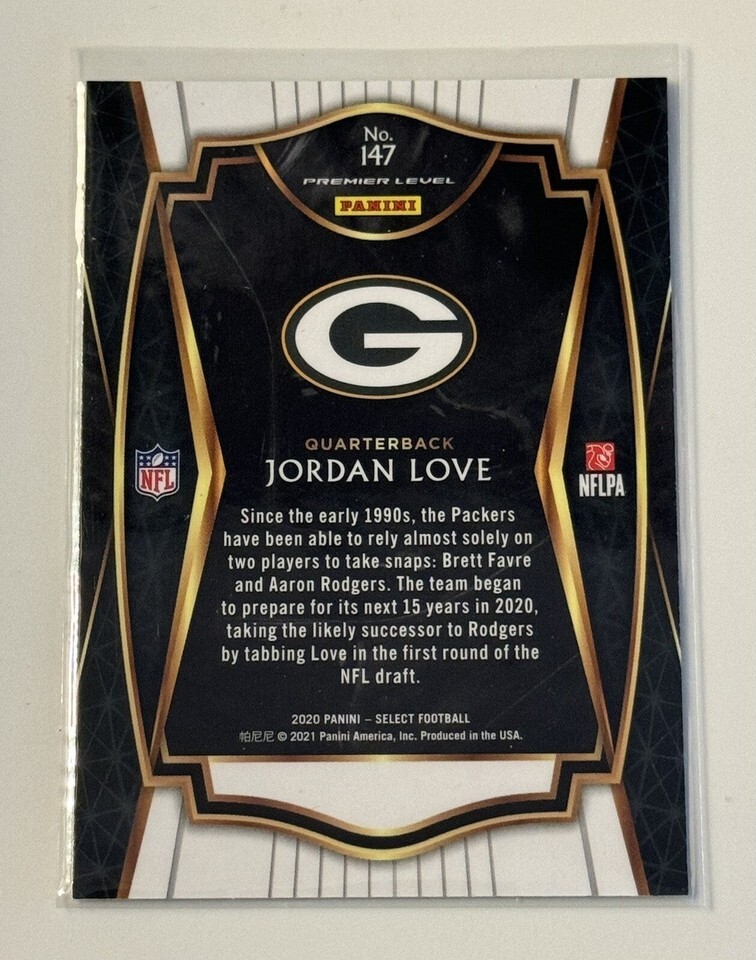 No.
147
PREMIER LEVEL
PANINI
G
QUARTERBACK
JORDAN LOVE
NFL
NFLPA
Since the early 1990s, the Packers
have been able to rely almost solely on
two players to take snaps: Brett Favre
and Aaron Rodgers. The team began
to prepare for its next 15 years in 2020,
taking the likely successor to Rodgers
by tabbing Love in the first round of the
NFL draft.
2020 PANINI – SELECT FOOTBALL
帕尼尼 © 2021 Panini America, Inc. Produced in the USA.